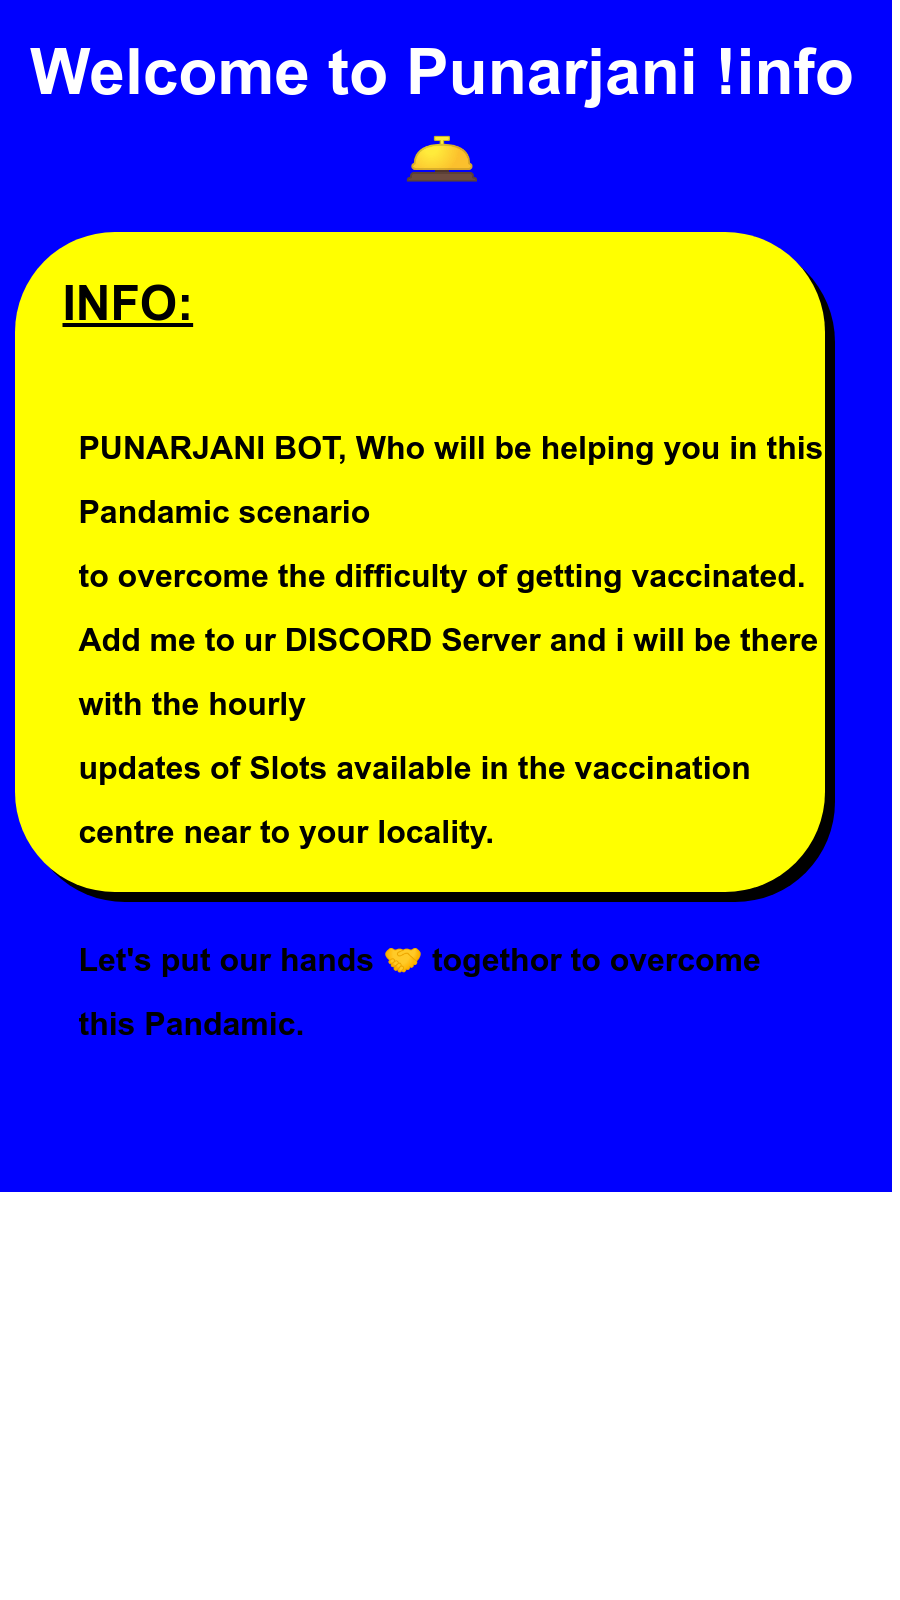 Welcome to Punarjani !info
🛎️
INFO:
PUNARJANI BOT, Who will be helping you in this
Pandamic scenario
to overcome the difficulty of getting vaccinated.
Add me to ur DISCORD Server and i will be there
with the hourly
updates of Slots available in the vaccination
centre near to your locality.
Let's put our hands 🤝 togethor to overcome
this Pandamic.